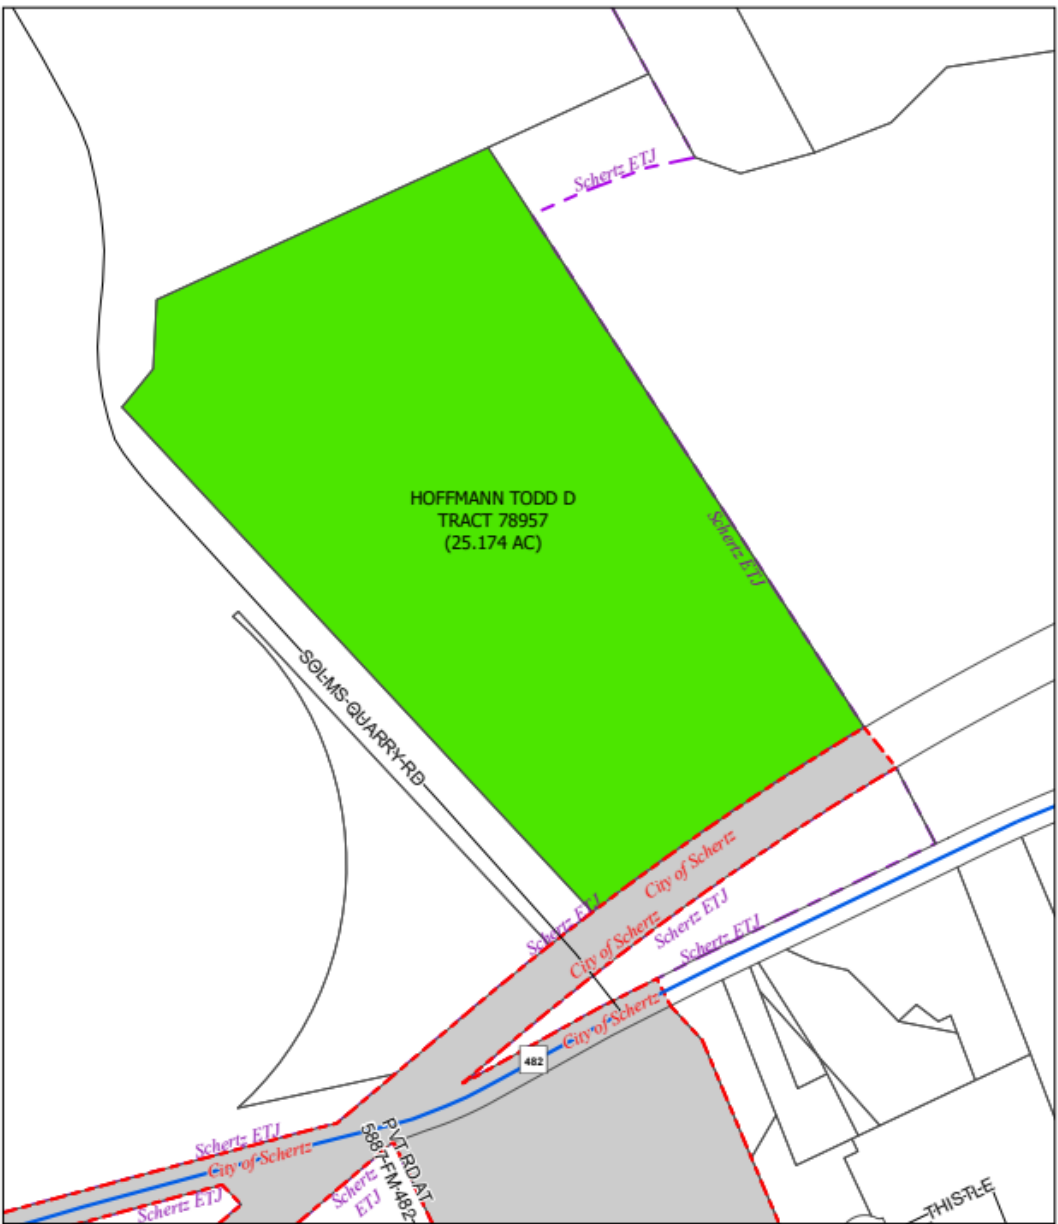 Schertz ETJ
HOFFMANN TODD D
TRACT 78957
(25.174 AC)
Schertz ETJ
SOLMS QUARRY RD
City of Schertz
Schertz ETJ
Schertz ETJ
City of Schertz
Schertz ETJ
City of Schertz
482
Schertz ETJ
City of Schertz
PVT RD AT
5887 FM 482
Schertz ETJ
Schertz
ETJ
THISTLE